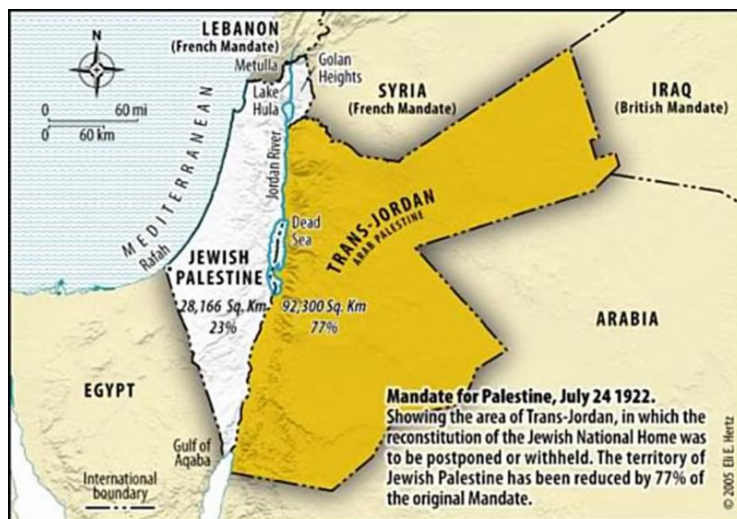 LEBANON
(French Mandate)
Metulla
Golan
Heights
N
SYRIA
(French Mandate)
IRAQ
(British Mandate)
Lake
Hula
0 60 mi
0 60 km
MEDITERRANEAN
Jordan River
Rafah
Dead
Sea
TRANS-JORDAN
ARAB PALESTINE
JEWISH
PALESTINE
28,166 Sq. Km
23%
92,300 Sq. Km
77%
ARABIA
EGYPT
Gulf of
Aqaba
International
boundary
Mandate for Palestine, July 24 1922.
Showing the area of Trans-Jordan, in which the
reconstitution of the Jewish National Home was
to be postponed or withheld. The territory of
Jewish Palestine has been reduced by 77% of
the original Mandate.
© 2005 Eli E. Hertz